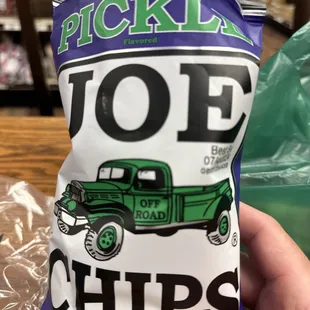 PICKLE
Flavored
JOE
OFF
ROAD
®
CHIPS